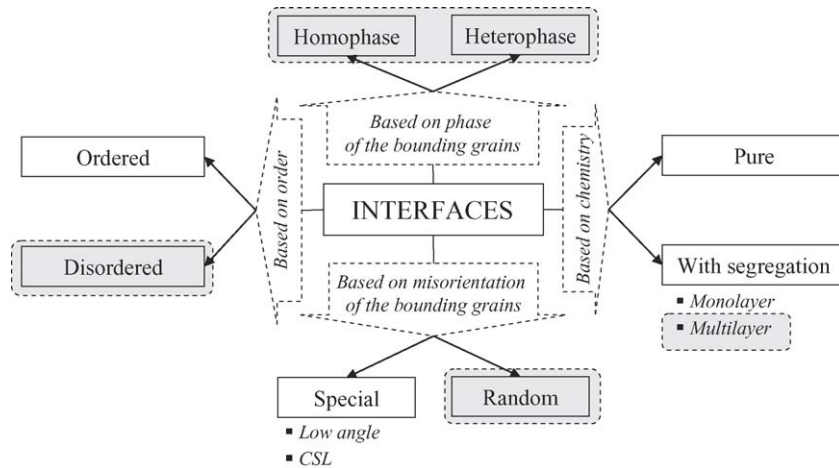 Homophase
Heterophase
Based on phase
of the bounding grains
Ordered
Disordered
Based on order
INTERFACES
Based on chemistry
Pure
With segregation
▪ Monolayer
▪ Multilayer
Based on misorientation
of the bounding grains
Special
▪ Low angle
▪ CSL
Random